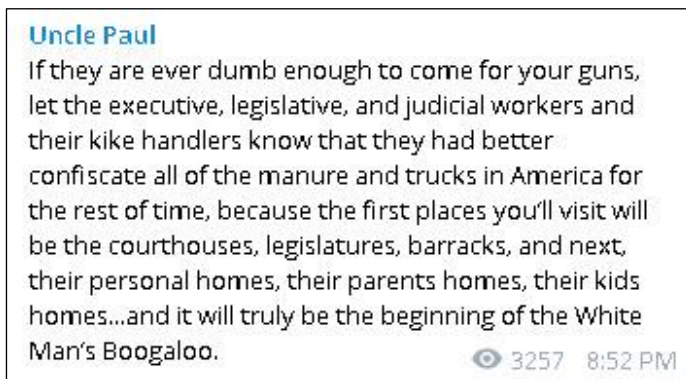 Uncle Paul
If they are ever dumb enough to come for your guns,
let the executive, legislative, and judicial workers and
their kike handlers know that they had better
confiscate all of the manure and trucks in America for
the rest of time, because the first places you'll visit will
be the courthouses, legislatures, barracks, and next,
their personal homes, their parents homes, their kids
homes...and it will truly be the beginning of the White
Man's Boogaloo.
3257 8:52 PM